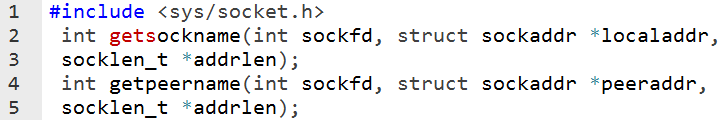 1 #include <sys/socket.h>
2 int getsockname(int sockfd, struct sockaddr *localaddr,
3 socklen_t *addrlen);
4 int getpeername(int sockfd, struct sockaddr *peeraddr,
5 socklen_t *addrlen);